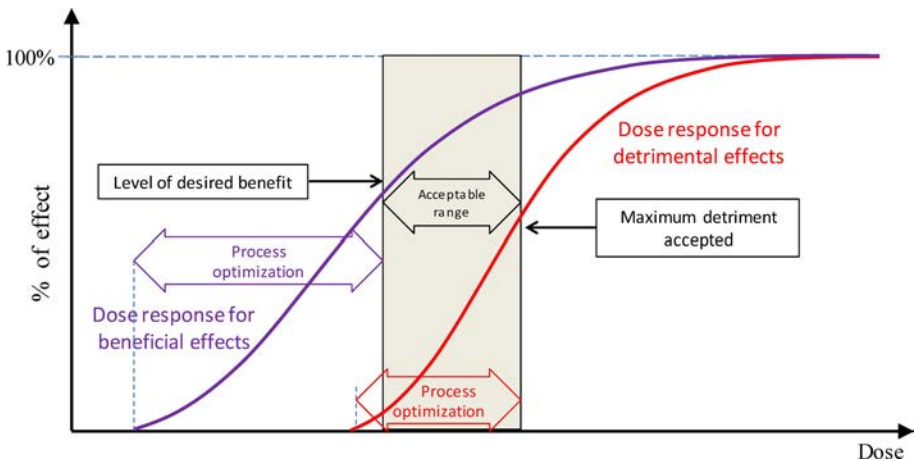 100%
Dose response for
detrimental effects
Level of desired benefit
Acceptable
range
Maximum detriment
accepted
Process
optimization
% of effect
Dose response for
beneficial effects
Process
optimization
Dose